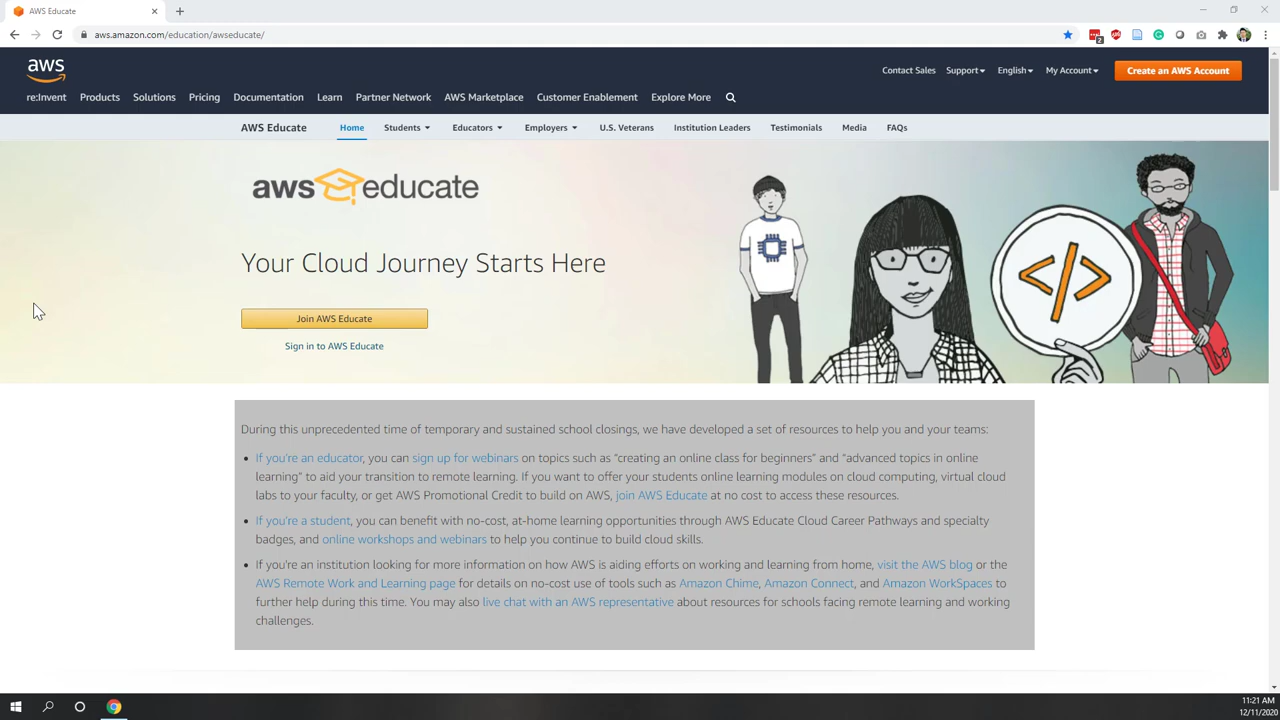 AWS Educate
aws.amazon.com/education/awseducate/
2
aws
Contact Sales Support English My Account Create an AWS Account
re:Invent Products Solutions Pricing Documentation Learn Partner Network AWS Marketplace Customer Enablement Explore More
AWS Educate Home Students Educators Employers U.S. Veterans Institution Leaders Testimonials Media FAQs
aws educate
Your Cloud Journey Starts Here
</>
Join AWS Educate
Sign in to AWS Educate
During this unprecedented time of temporary and sustained school closings, we have developed a set of resources to help you and your teams:
• If you're an educator, you can sign up for webinars on topics such as “creating an online class for beginners” and “advanced topics in online
learning” to aid your transition to remote learning. If you want to offer your students online learning modules on cloud computing, virtual cloud
labs to your faculty, or get AWS Promotional Credit to build on AWS, join AWS Educate at no cost to access these resources.
• If you're a student, you can benefit with no-cost, at-home learning opportunities through AWS Educate Cloud Career Pathways and specialty
badges, and online workshops and webinars to help you continue to build cloud skills.
• If you're an institution looking for more information on how AWS is aiding efforts on working and learning from home, visit the AWS blog or the
AWS Remote Work and Learning page for details on no-cost use of tools such as Amazon Chime, Amazon Connect, and Amazon WorkSpaces to
further help during this time. You may also live chat with an AWS representative about resources for schools facing remote learning and working
challenges.
11:21 AM
12/11/2020